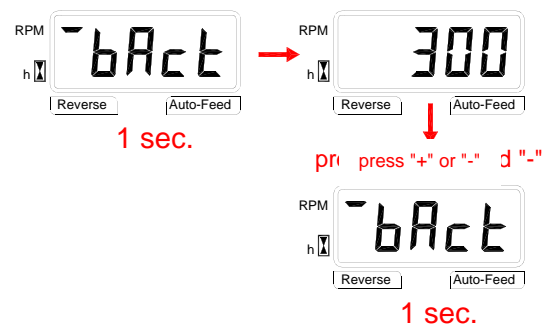 RPM
‾bAct
h
Reverse Auto-Feed
1 sec.
RPM
300
h
Reverse Auto-Feed
press "+" or "-"
RPM
‾bAct
h
Reverse Auto-Feed
1 sec.